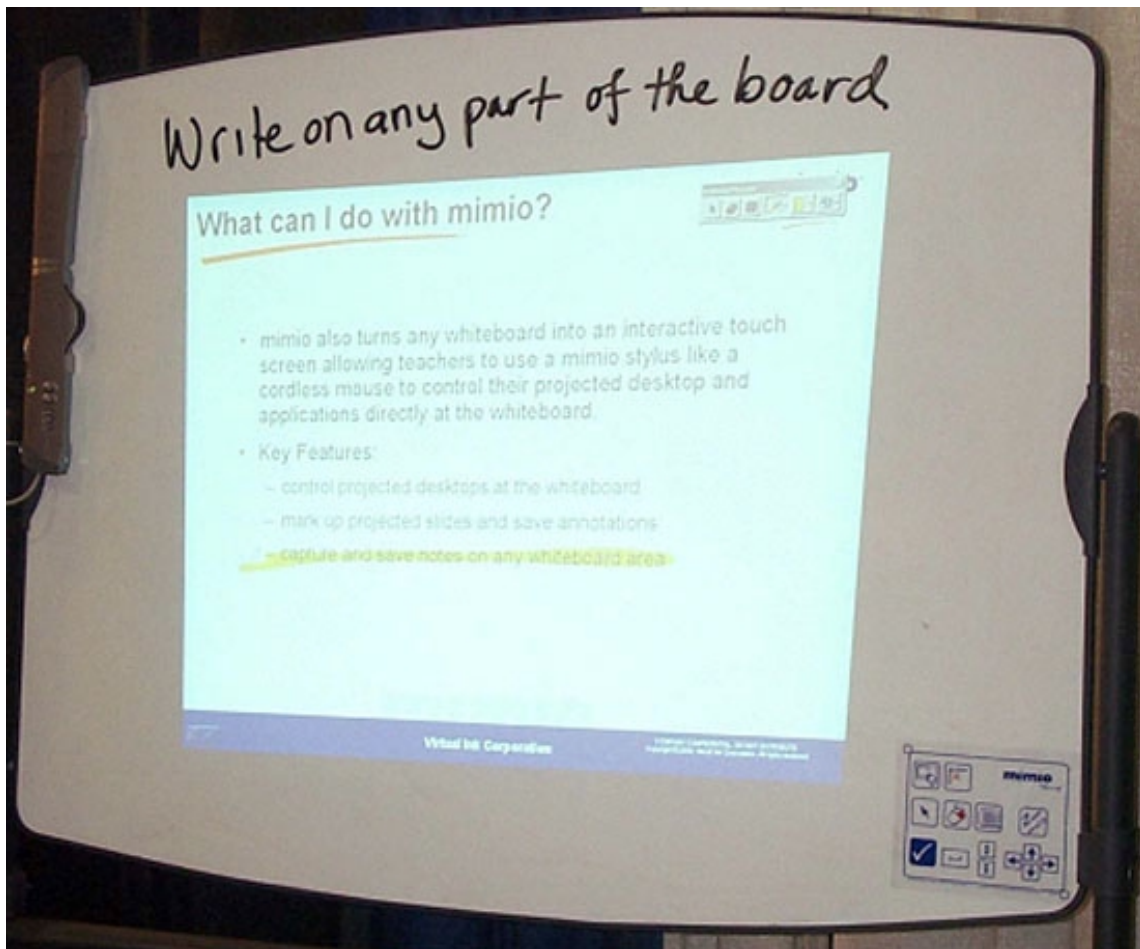 Write on any part of the board
What can I do with mimio?
• mimio also turns any whiteboard into an interactive touch
screen allowing teachers to use a mimio stylus like a
cordless mouse to control their projected desktop and
applications directly at the whiteboard.
• Key Features:
– control projected desktops at the whiteboard
– mark up projected slides and save annotations
– capture and save notes on any whiteboard area
Virtual Ink Corporation
mimio